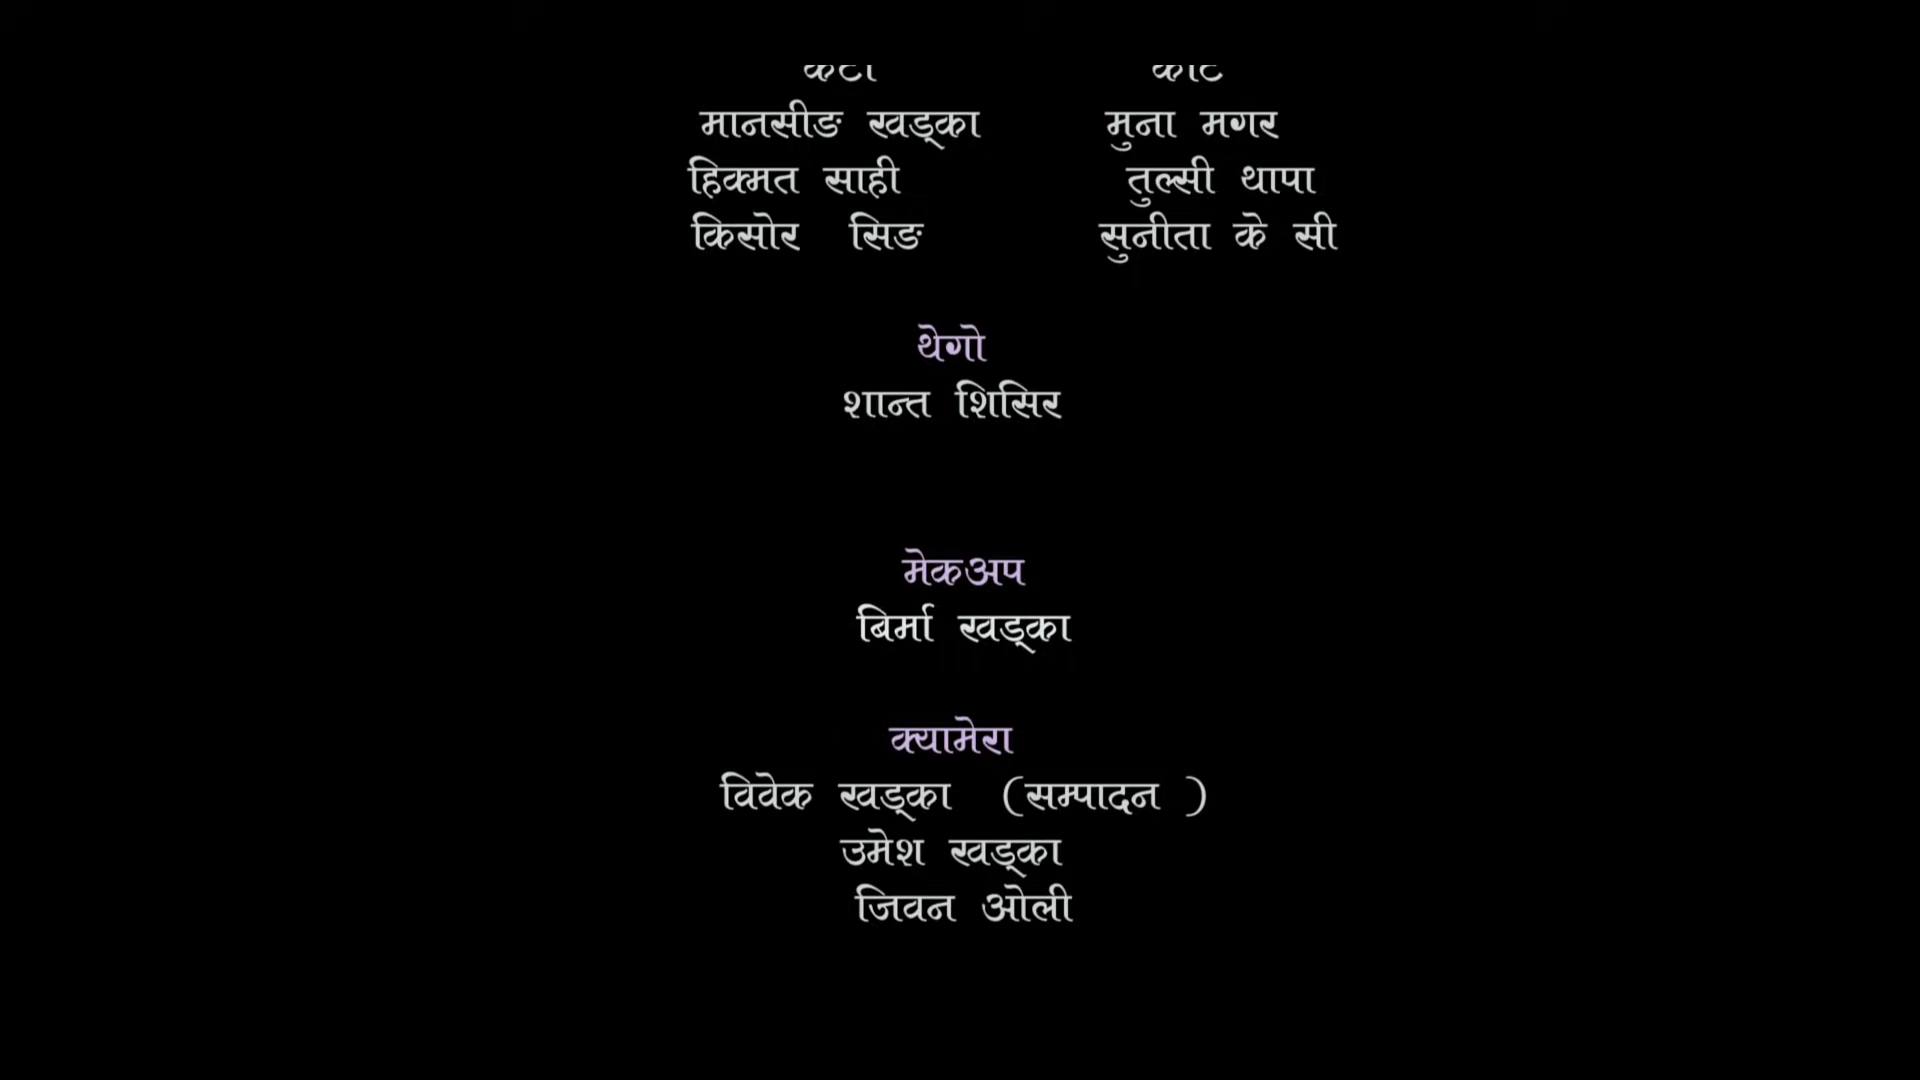 मानसीङ खड्का मुना मगर
हिक्मत साही तुल्सी थापा
किसोर सिङ सुनीता के सी
थेगो
शान्त शिसिर
मेकअप
बिर्मा खड्का
क्यामेरा
विवेक खड्का (सम्पादन )
उमेश खड्का
जिवन ओली